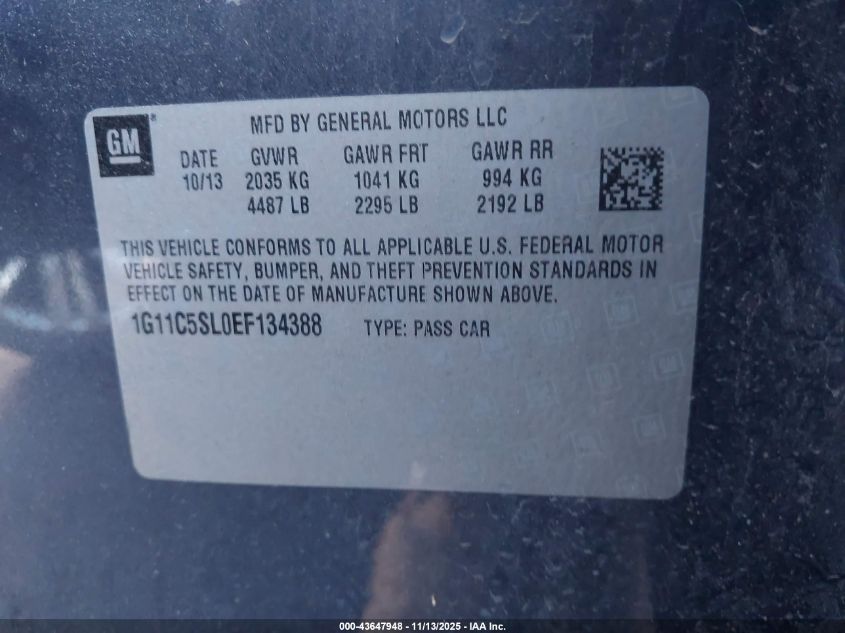 GM® MFD BY GENERAL MOTORS LLC
DATE GVWR GAWR FRT GAWR RR
10/13 2035 KG 1041 KG 994 KG
4487 LB 2295 LB 2192 LB
THIS VEHICLE CONFORMS TO ALL APPLICABLE U.S. FEDERAL MOTOR
VEHICLE SAFETY, BUMPER, AND THEFT PREVENTION STANDARDS IN
EFFECT ON THE DATE OF MANUFACTURE SHOWN ABOVE.
1G11C5SL0EF134388 TYPE: PASS CAR
000-43647948 - 11/13/2025 - IAA Inc.